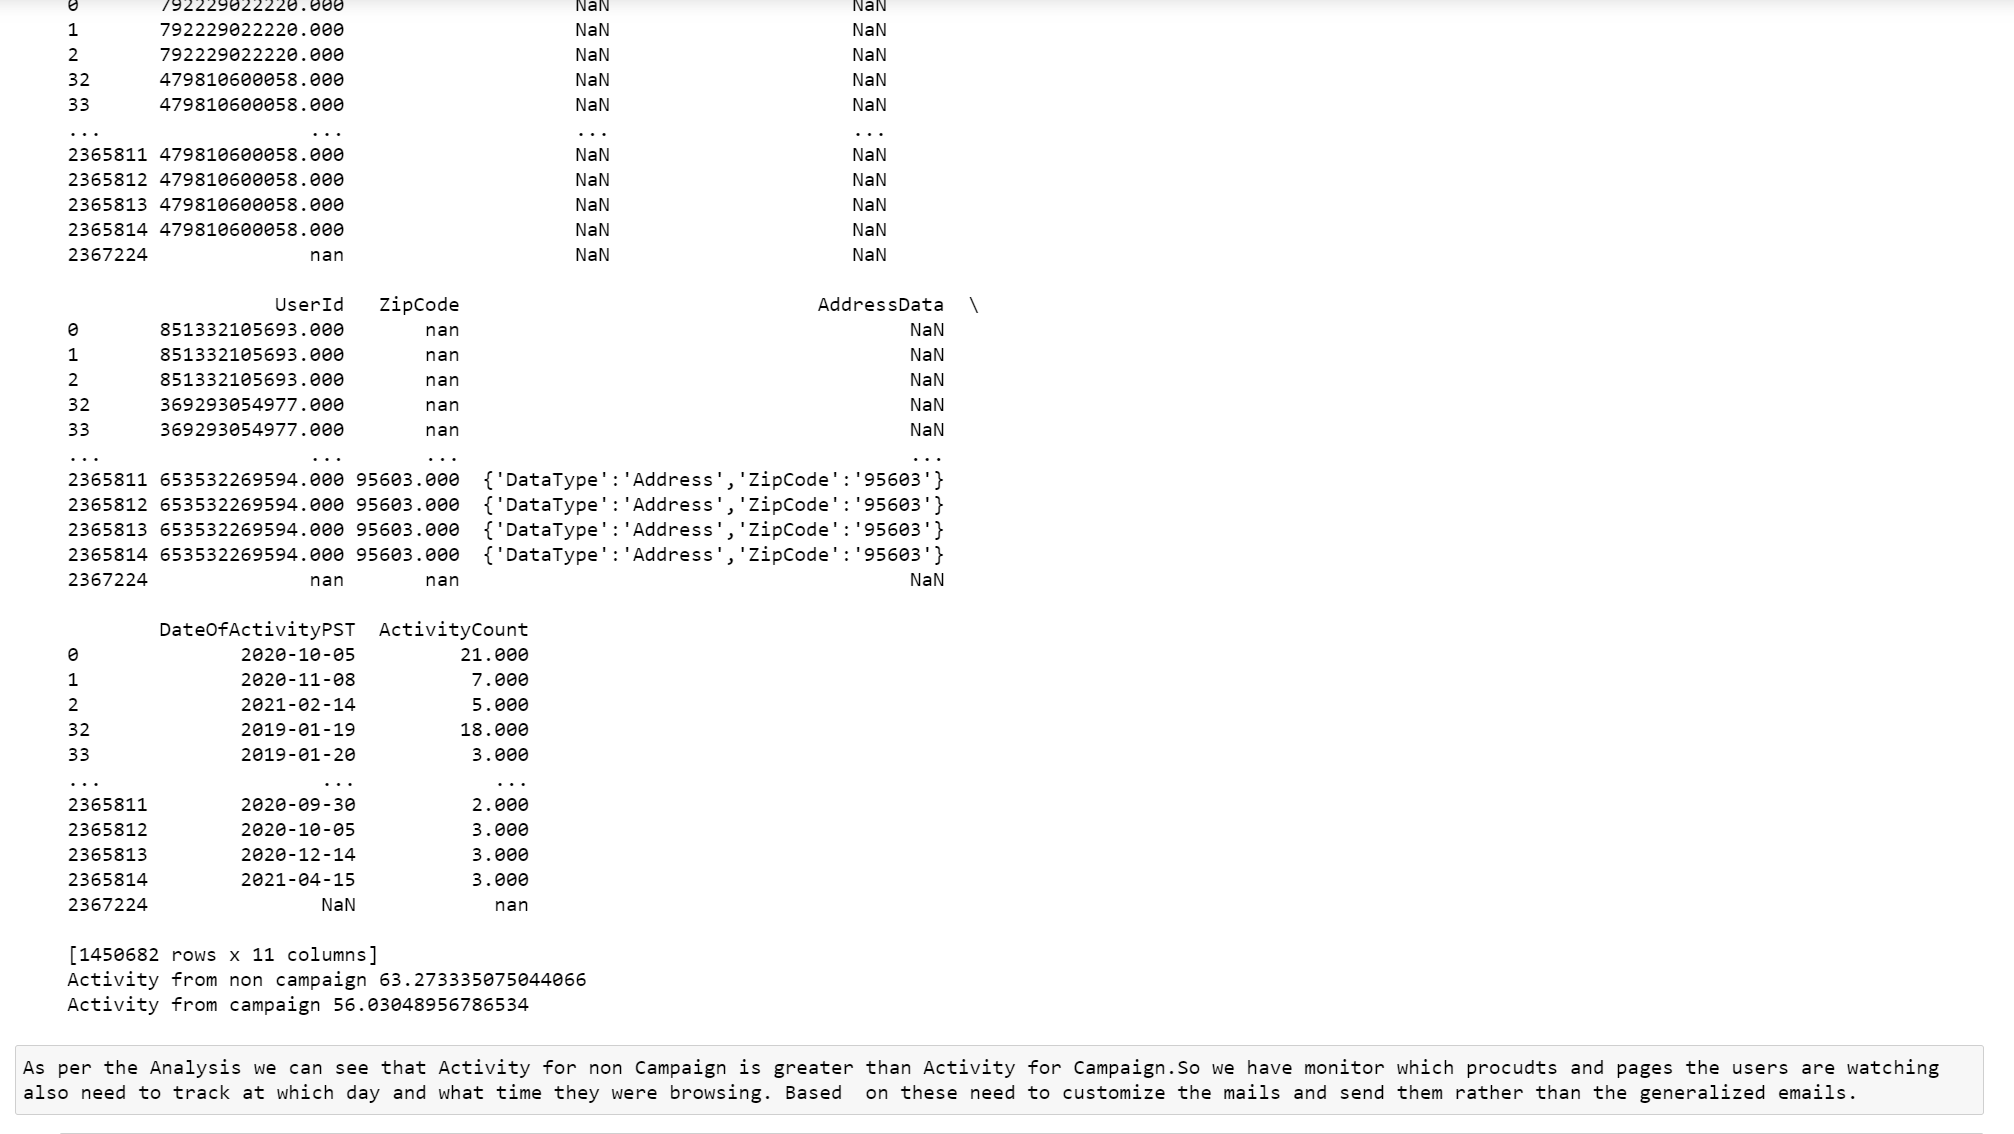 0       792229022220.000                    NaN                     NaN
1       792229022220.000                    NaN                     NaN
2       792229022220.000                    NaN                     NaN
32      479810600058.000                    NaN                     NaN
33      479810600058.000                    NaN                     NaN
...                  ...                    ...                     ...
2365811 479810600058.000                    NaN                     NaN
2365812 479810600058.000                    NaN                     NaN
2365813 479810600058.000                    NaN                     NaN
2365814 479810600058.000                    NaN                     NaN
2367224              nan                    NaN                     NaN
UserId   ZipCode                               AddressData  \
0       851332105693.000       nan                                       NaN
1       851332105693.000       nan                                       NaN
2       851332105693.000       nan                                       NaN
32      369293054977.000       nan                                       NaN
33      369293054977.000       nan                                       NaN
...                  ...       ...                                       ...
2365811 653532269594.000 95603.000  {'DataType':'Address','ZipCode':'95603'}
2365812 653532269594.000 95603.000  {'DataType':'Address','ZipCode':'95603'}
2365813 653532269594.000 95603.000  {'DataType':'Address','ZipCode':'95603'}
2365814 653532269594.000 95603.000  {'DataType':'Address','ZipCode':'95603'}
2367224              nan       nan                                       NaN
DateOfActivityPST  ActivityCount
0              2020-10-05         21.000
1              2020-11-08          7.000
2              2021-02-14          5.000
32             2019-01-19         18.000
33             2019-01-20          3.000
...                   ...            ...
2365811        2020-09-30          2.000
2365812        2020-10-05          3.000
2365813        2020-12-14          3.000
2365814        2021-04-15          3.000
2367224               NaN            nan
[1450682 rows x 11 columns]
Activity from non campaign 63.273335075044066
Activity from campaign 56.03048956786534
As per the Analysis we can see that Activity for non Campaign is greater than Activity for Campaign.So we have monitor which procudts and pages the users are watching
also need to track at which day and what time they were browsing. Based  on these need to customize the mails and send them rather than the generalized emails.